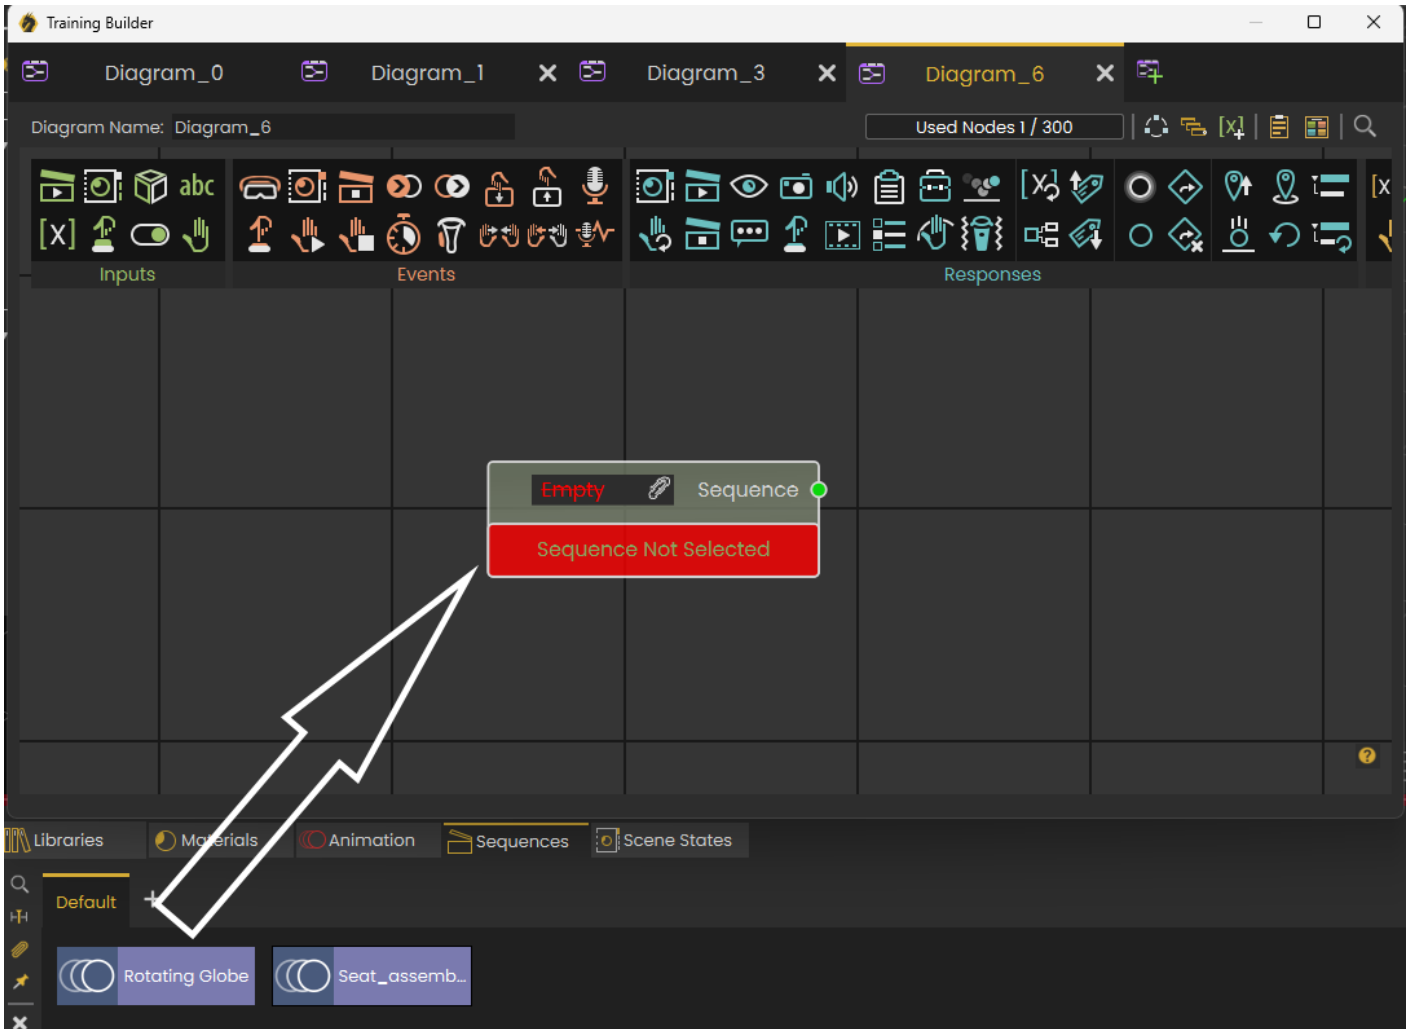 Training Builder
Diagram_0
Diagram_1
Diagram_3
Diagram_6
Diagram Name: Diagram_6
Used Nodes 1 / 300
abc
Inputs
Events
Responses
Empty
Sequence
Sequence Not Selected
Libraries
Materials
Animation
Sequences
Scene States
Default
Rotating Globe
Seat_assemb...